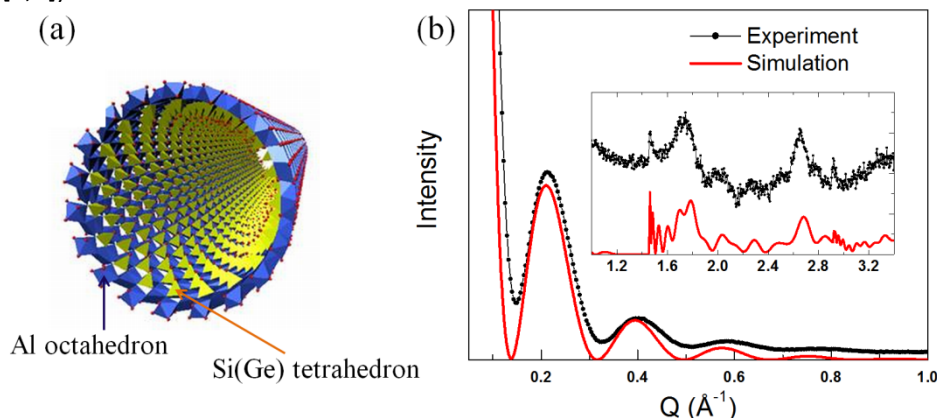 (a)
Al octahedron
Si(Ge) tetrahedron
(b)
Experiment
Simulation
1.2 1.6 2.0 2.4 2.8 3.2
Intensity
0.2 0.4 0.6 0.8 1.0
Q (Å⁻¹)